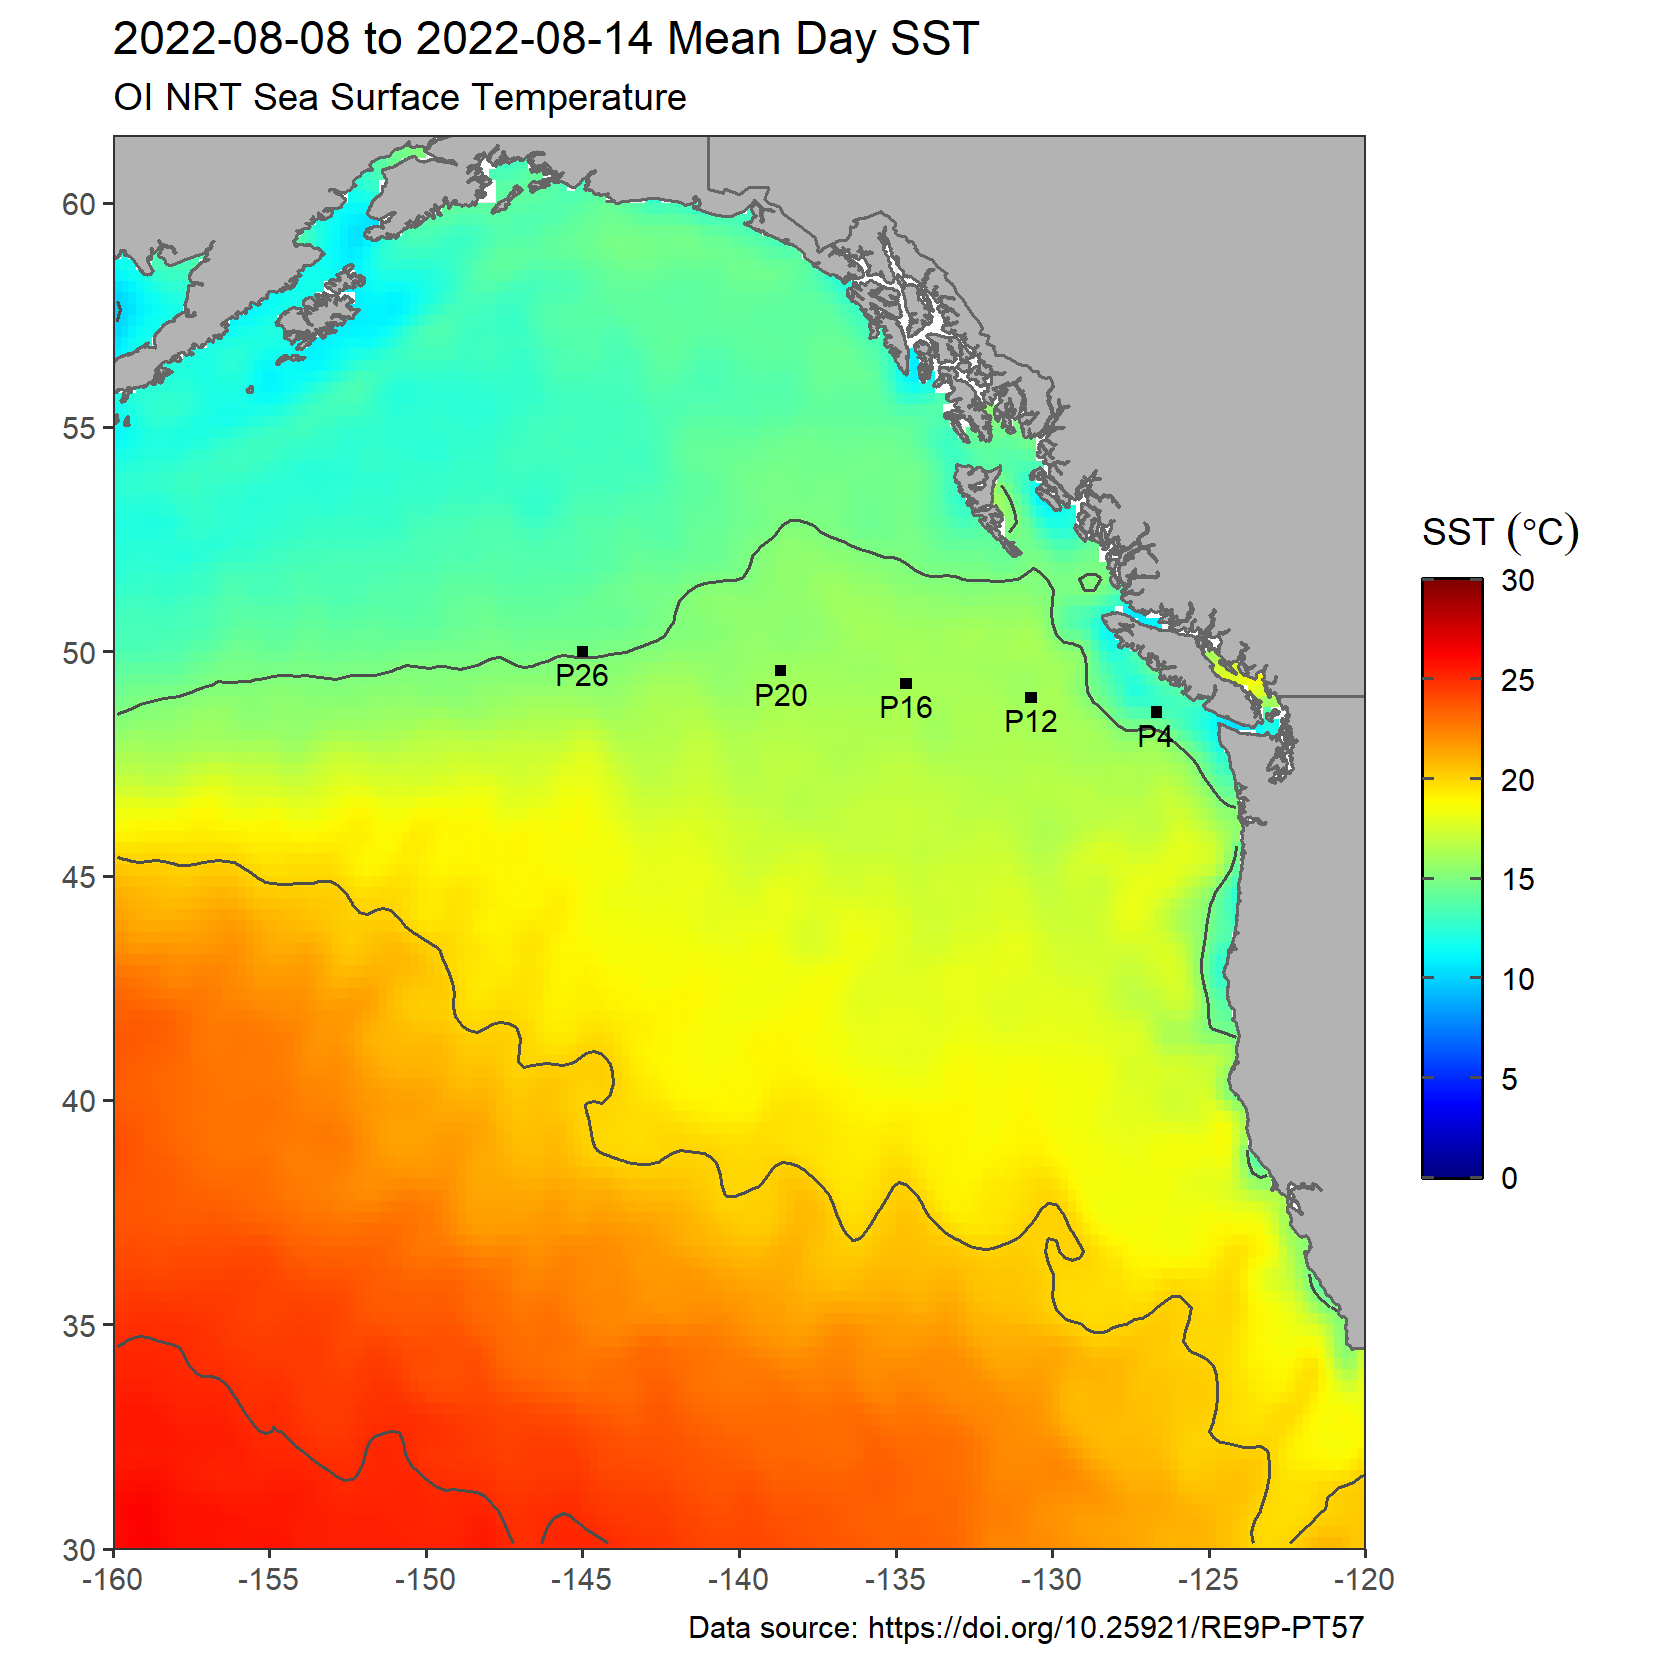 2022-08-08 to 2022-08-14 Mean Day SST
OI NRT Sea Surface Temperature
60
55
50
45
40
35
30
P26
P20
P16
P12
P4
-160
-155
-150
-145
-140
-135
-130
-125
-120
SST (°C)
30
25
20
15
10
5
0
Data source: https://doi.org/10.25921/RE9P-PT57